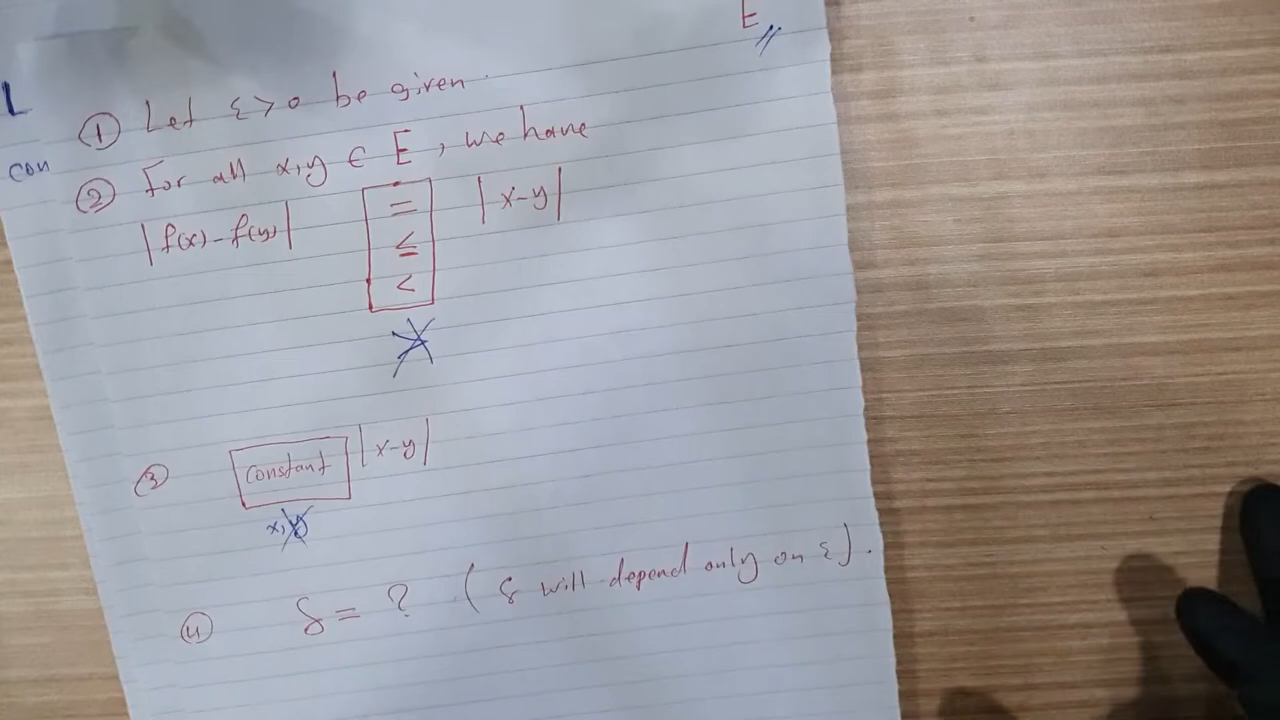 E
L
① Let ε > 0 be given.
con
② For all x,y ∈ E, we have
|f(x)-f(y)| = |x-y|
≤
<
③ constant |x-y|
x,y
④ δ = ? (δ will depend only on ε).